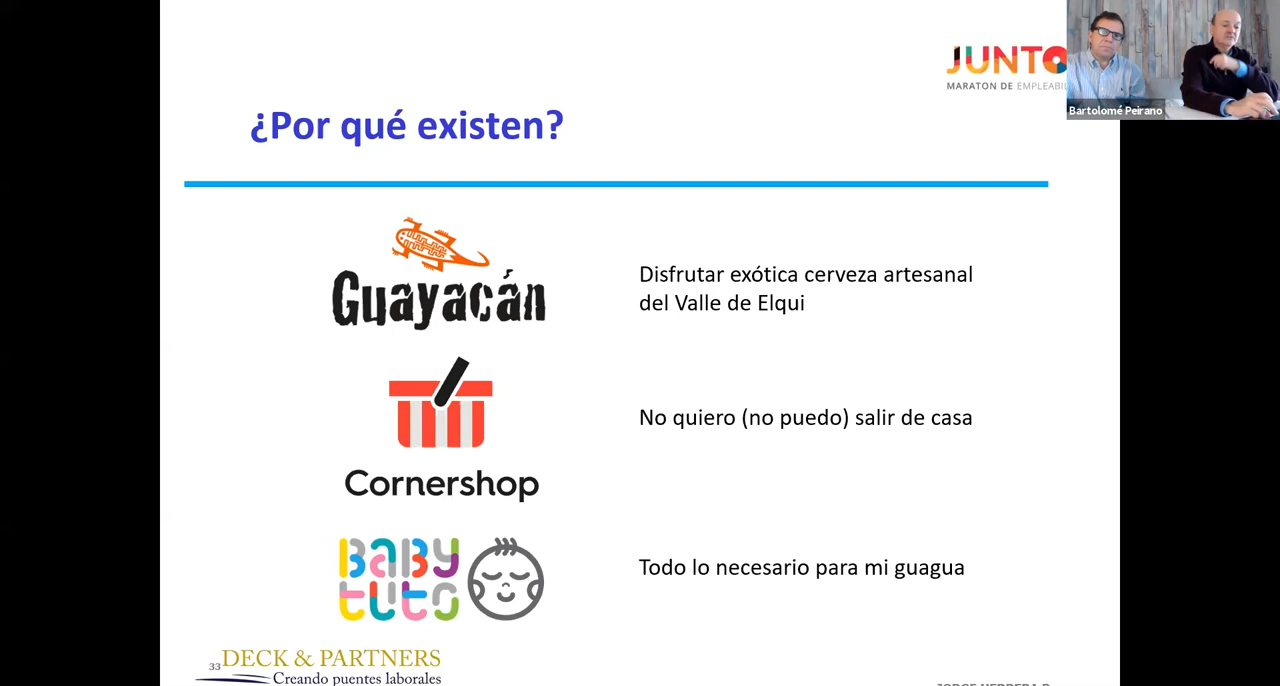 JUNTO
MARATON DE EMPLEABIL
Bartolomé Peirano
¿Por qué existen?
Guayacán
Disfrutar exótica cerveza artesanal
del Valle de Elqui
No quiero (no puedo) salir de casa
Cornershop
BABY
tuto
Todo lo necesario para mi guagua
33
DECK & PARTNERS
Creando puentes laborales